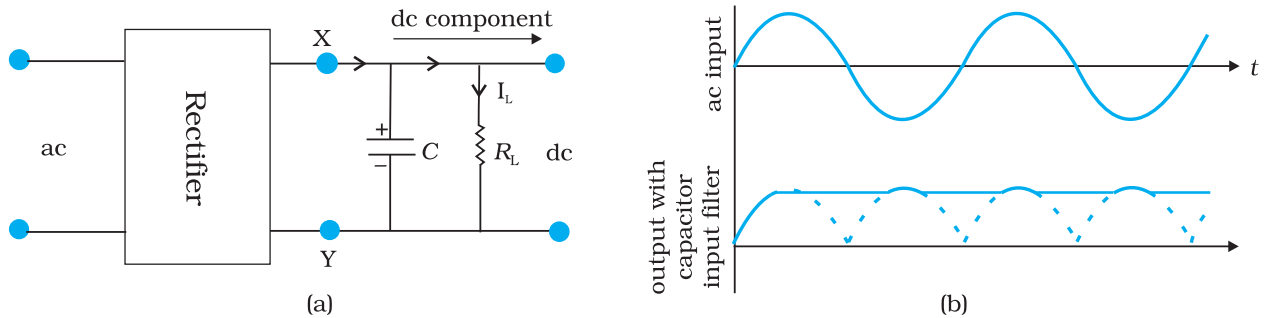 dc component
X
ac
Rectifier
I_L
+
–
C
R_L
dc
Y
(a)
ac input
t
output with
capacitor
input filter
(b)